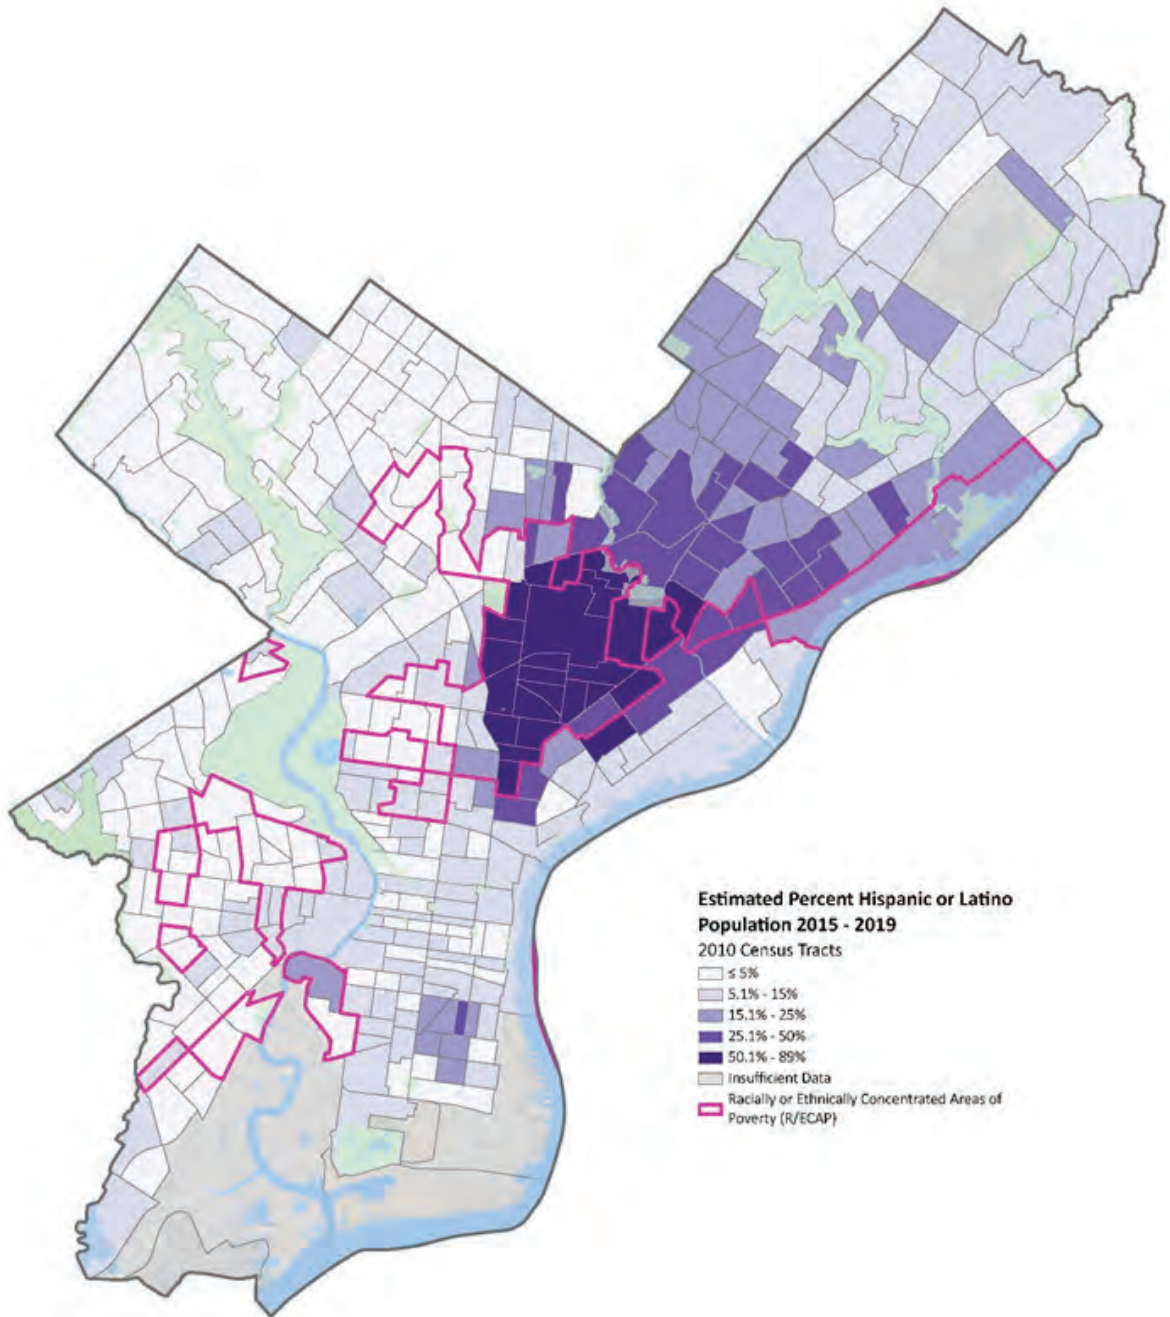 Estimated Percent Hispanic or Latino
Population 2015 - 2019
2010 Census Tracts
≤ 5%
5.1% - 15%
15.1% - 25%
25.1% - 50%
50.1% - 89%
Insufficient Data
Racially or Ethnically Concentrated Areas of
Poverty (R/ECAP)